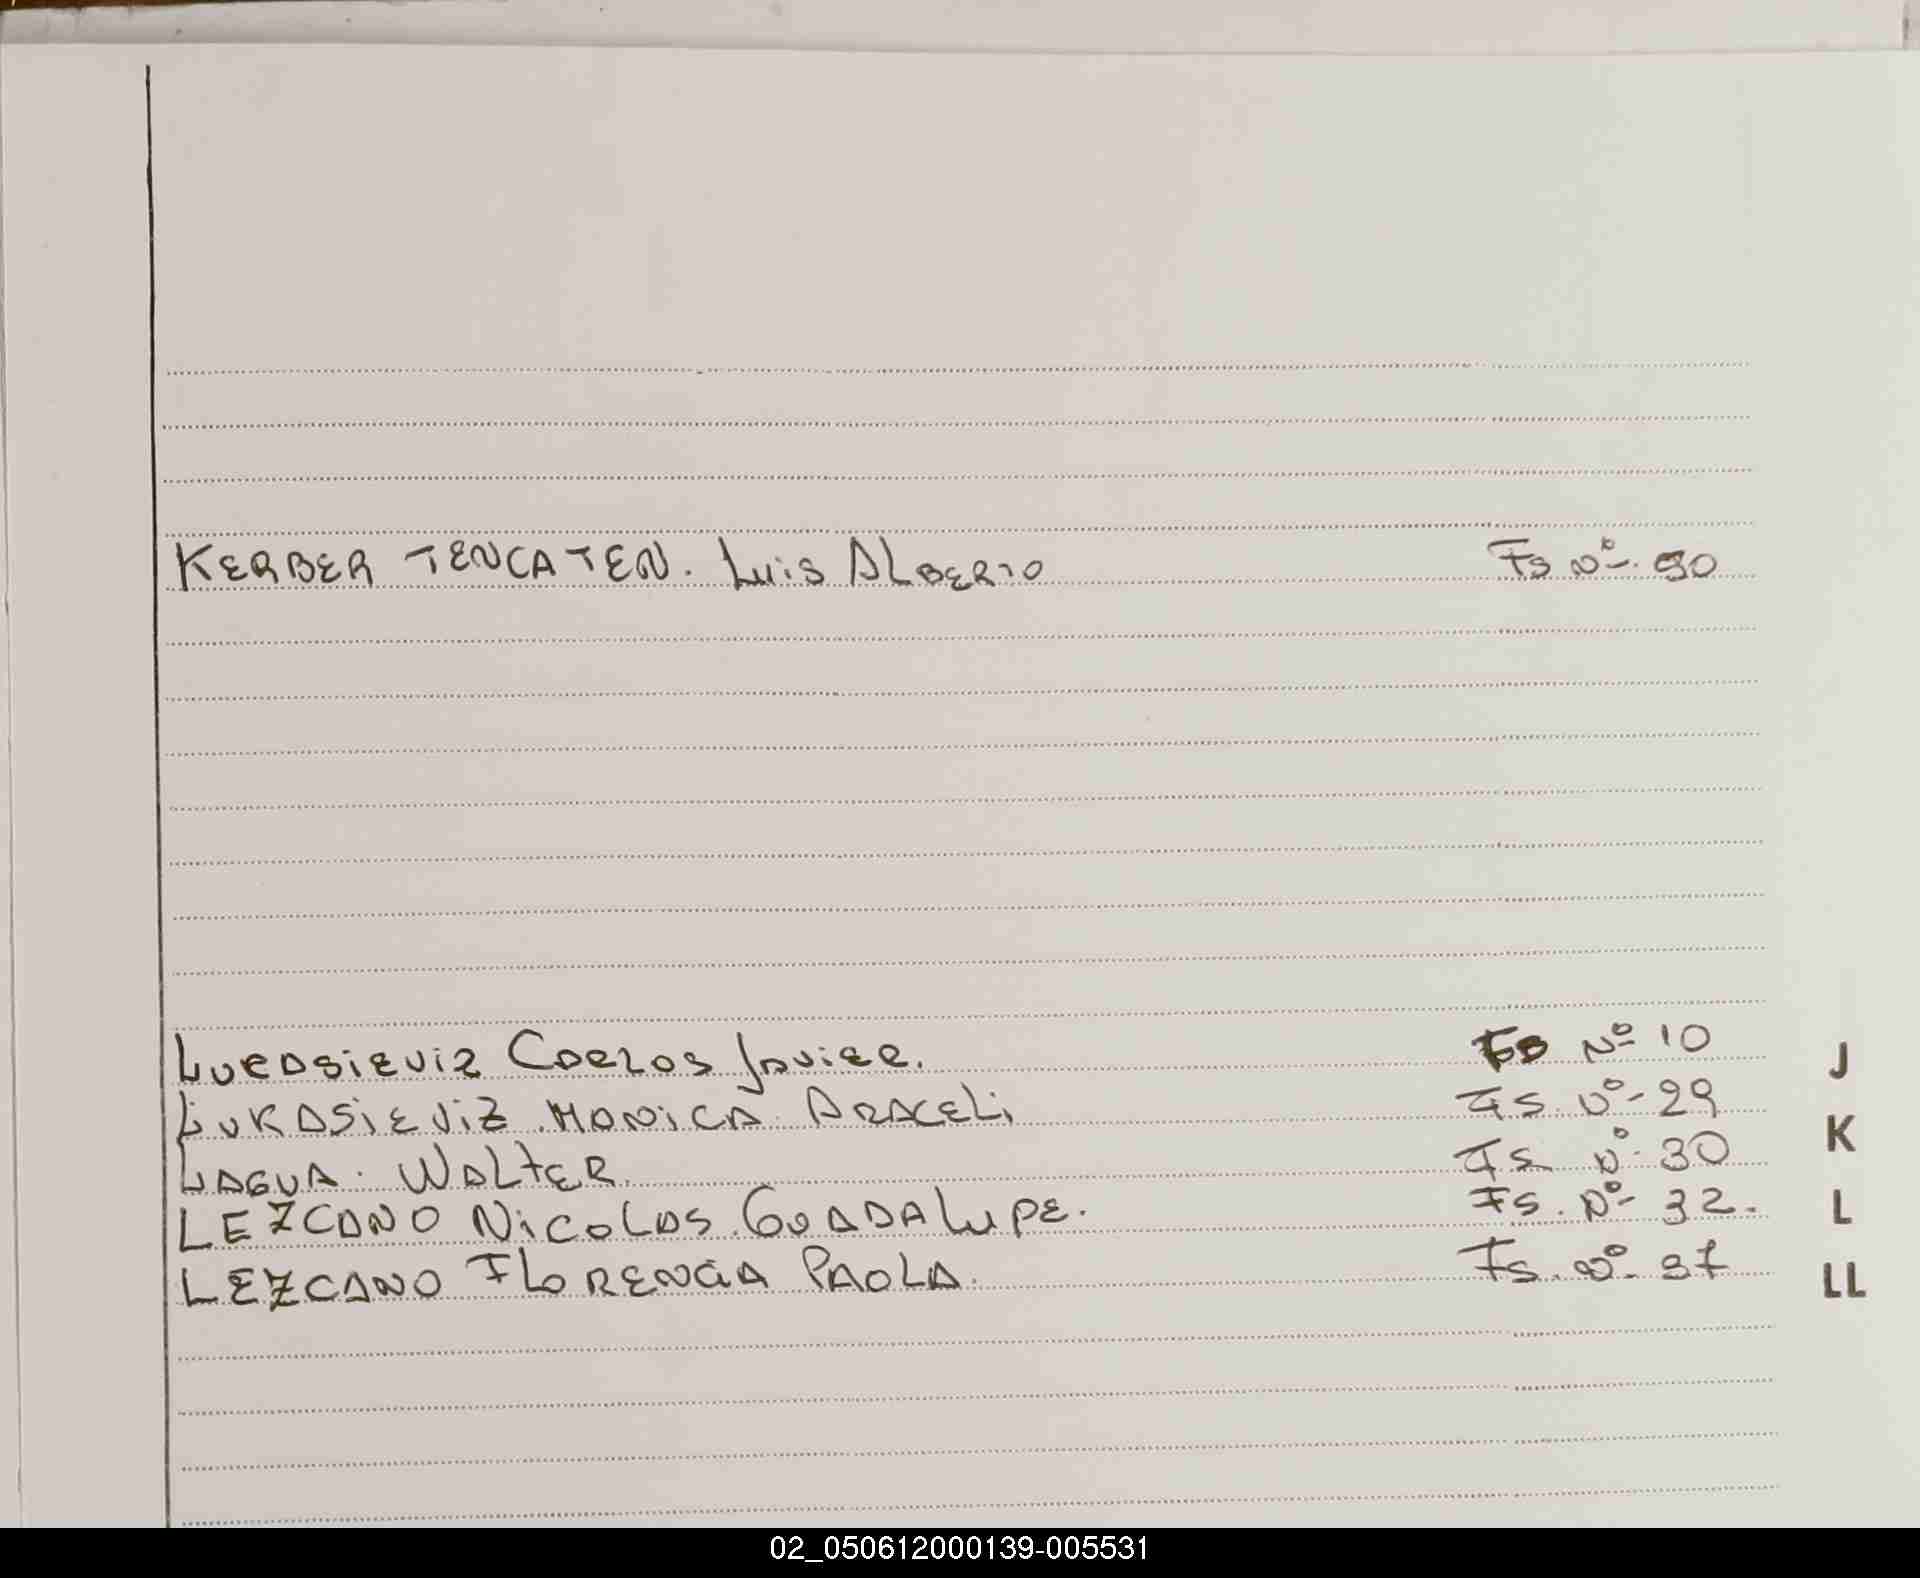 KERBER TENCATEN. Luis ALBERTO Fs Nº. 90
LUKASIEVIZ CARLOS JAVIER. Fs Nº 10
LUKASIEVIZ. MONICA ARACELI Fs. Nº- 29
LAGUA. WALTER. Fs Nº 30
LEZCANO NICOLAS. GUADALUPE. Fs. Nº- 32.
LEZCANO FLORENCIA PAOLA. Fs. Nº-
J
K
L
LL
02_050612000139-005531